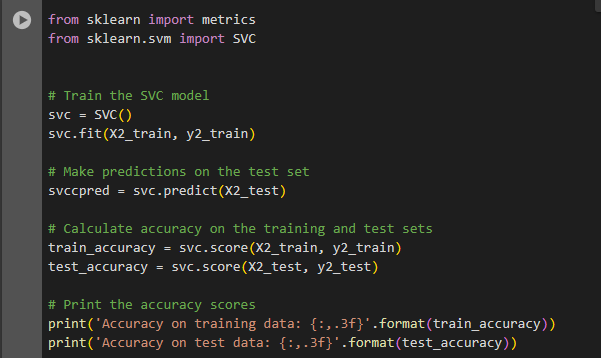 from sklearn import metrics
from sklearn.svm import SVC
# Train the SVC model
svc = SVC()
svc.fit(X2_train, y2_train)
# Make predictions on the test set
svccpred = svc.predict(X2_test)
# Calculate accuracy on the training and test sets
train_accuracy = svc.score(X2_train, y2_train)
test_accuracy = svc.score(X2_test, y2_test)
# Print the accuracy scores
print('Accuracy on training data: {:,.3f}'.format(train_accuracy))
print('Accuracy on test data: {:,.3f}'.format(test_accuracy))